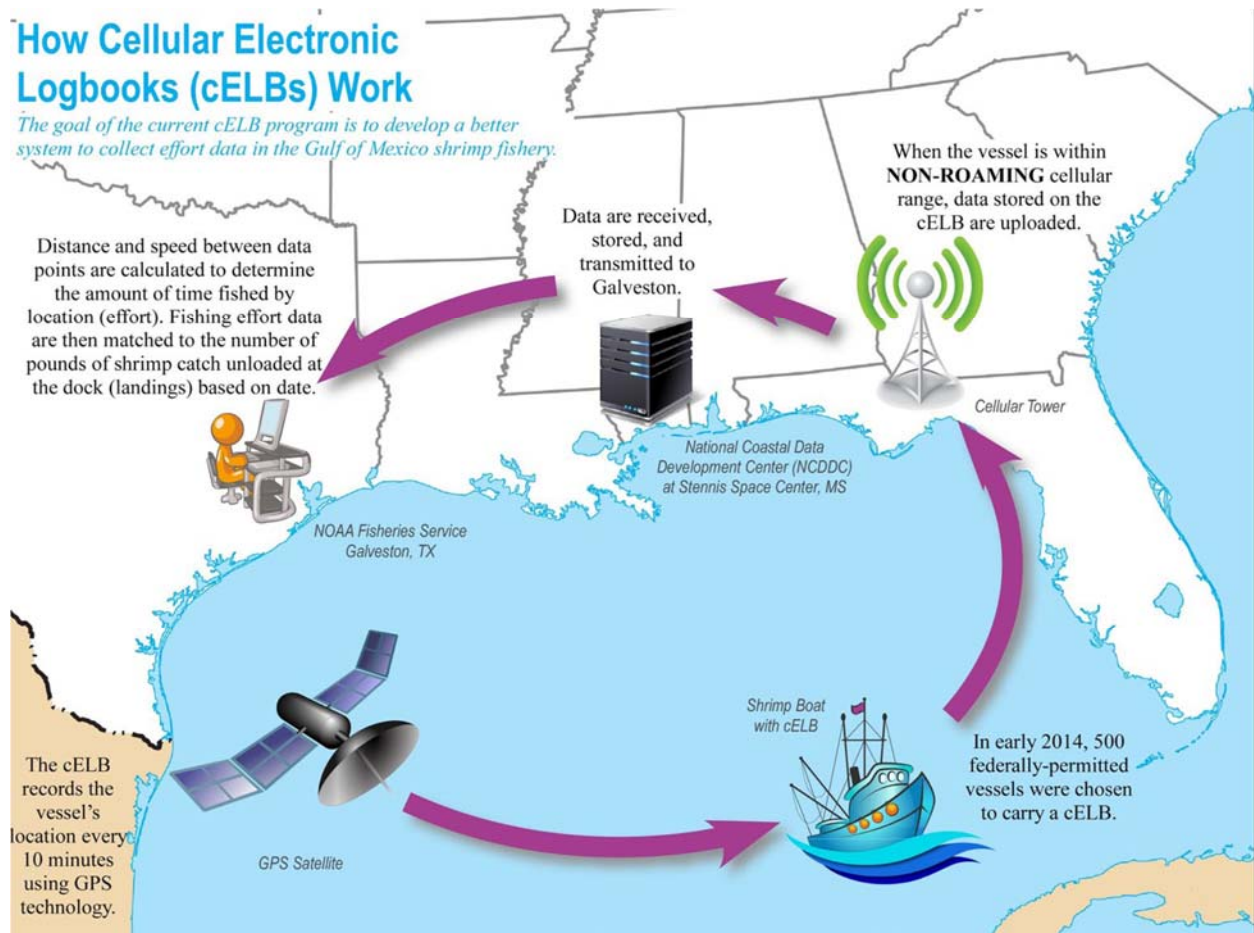 How Cellular Electronic
Logbooks (cELBs) Work
The goal of the current cELB program is to develop a better
system to collect effort data in the Gulf of Mexico shrimp fishery.
Distance and speed between data
points are calculated to determine
the amount of time fished by
location (effort). Fishing effort data
are then matched to the number of
pounds of shrimp catch unloaded at
the dock (landings) based on date.
NOAA Fisheries Service
Galveston, TX
Data are received,
stored, and
transmitted to
Galveston.
National Coastal Data
Development Center (NCDDC)
at Stennis Space Center, MS
When the vessel is within
NON-ROAMING cellular
range, data stored on the
cELB are uploaded.
Cellular Tower
The cELB
records the
vessel's
location every
10 minutes
using GPS
technology.
GPS Satellite
Shrimp Boat
with cELB
In early 2014, 500
federally-permitted
vessels were chosen
to carry a cELB.